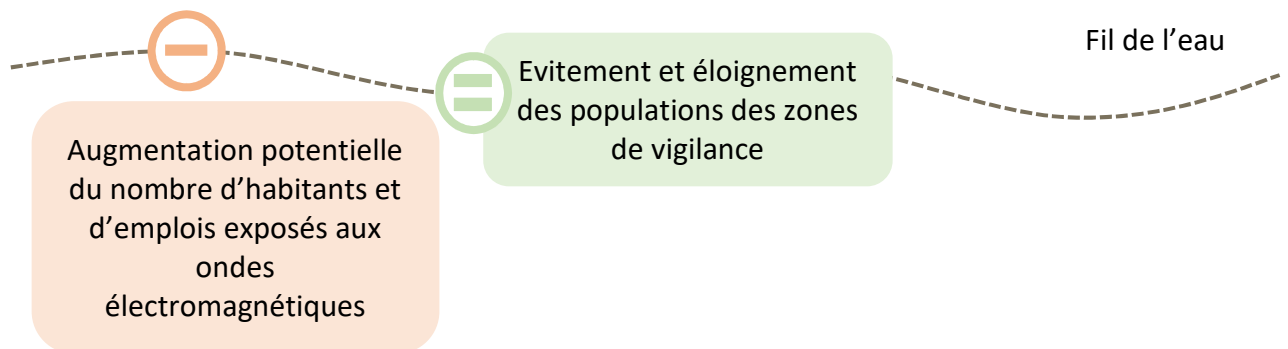 Fil de l’eau
Evitement et éloignement
des populations des zones
de vigilance
Augmentation potentielle
du nombre d’habitants et
d’emplois exposés aux
ondes
électromagnétiques